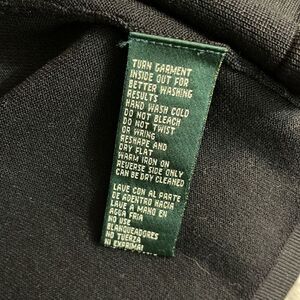 TURN GARMENT
INSIDE OUT FOR
BETTER WASHING
RESULTS
HAND WASH COLD
DO NOT BLEACH
DO NOT TWIST
OR WRING
RESHAPE AND
DRY FLAT
WARM IRON ON
REVERSE SIDE ONLY
CAN BE DRY CLEANED
LAVE CON AL PARTE
DE ADENTRO HACIA
LAVE A MANO EN
AGUA FRIA
NO USE
BLANQUEADORES
NO TUERZA
NI EXPRIMA!